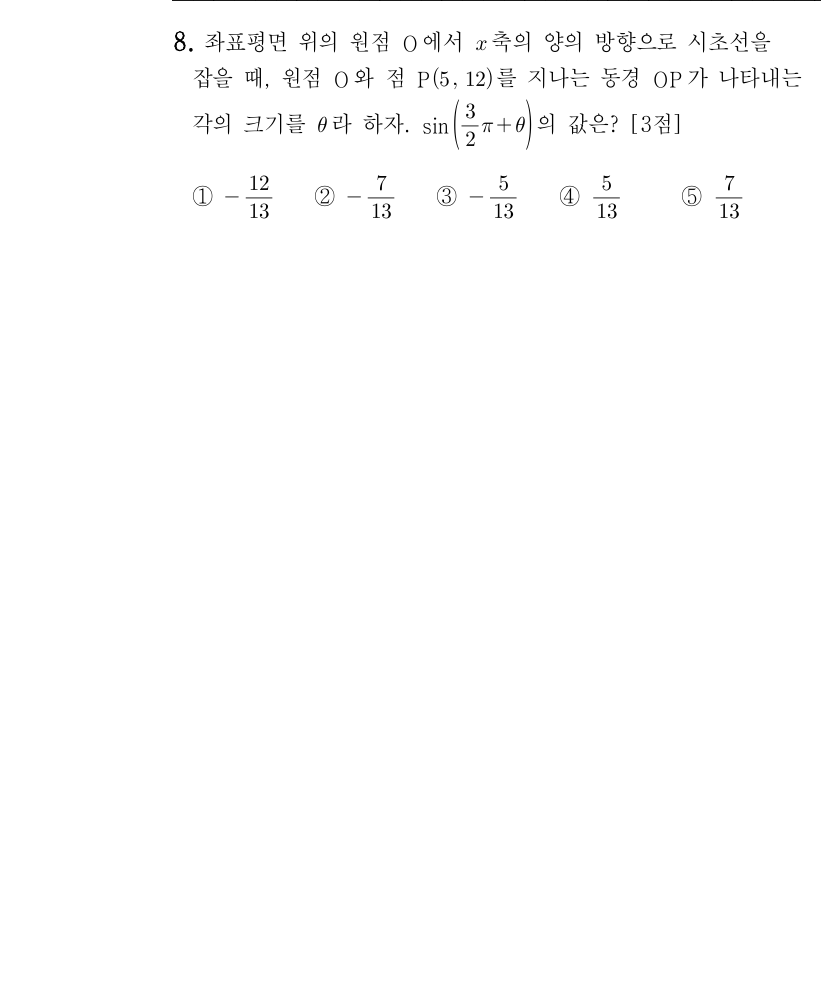 8. 좌표평면 위의 원점 O에서 x축의 양의 방향으로 시초선을
잡을 때, 원점 O와 점 P(5, 12)를 지나는 동경 OP가 나타내는
각의 크기를 θ라 하자. sin(3/2 π+θ)의 값은? [3점]
① −12/13 ② −7/13 ③ −5/13 ④ 5/13 ⑤ 7/13